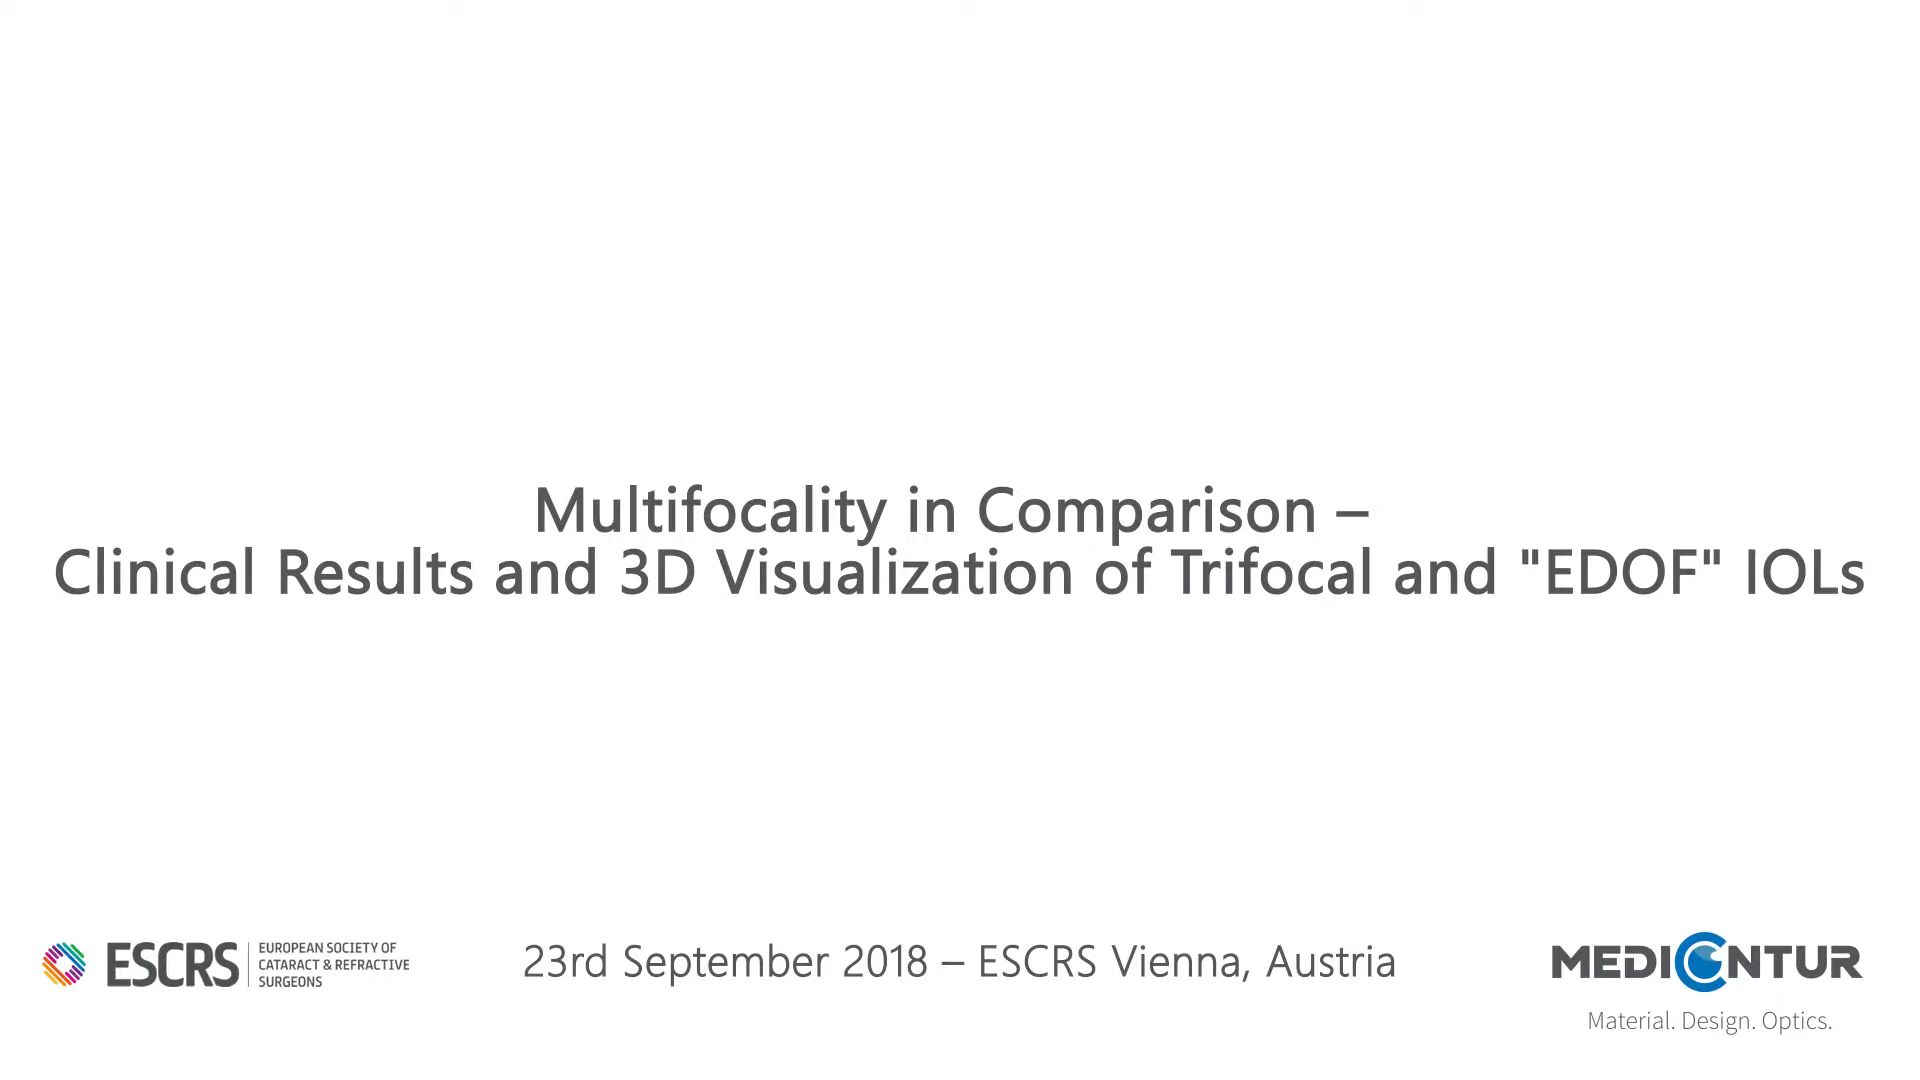 Multifocality in Comparison –
Clinical Results and 3D Visualization of Trifocal and "EDOF" IOLs
ESCRS
EUROPEAN SOCIETY OF
CATARACT & REFRACTIVE
SURGEONS
23rd September 2018 – ESCRS Vienna, Austria
MEDICNTUR
Material. Design. Optics.